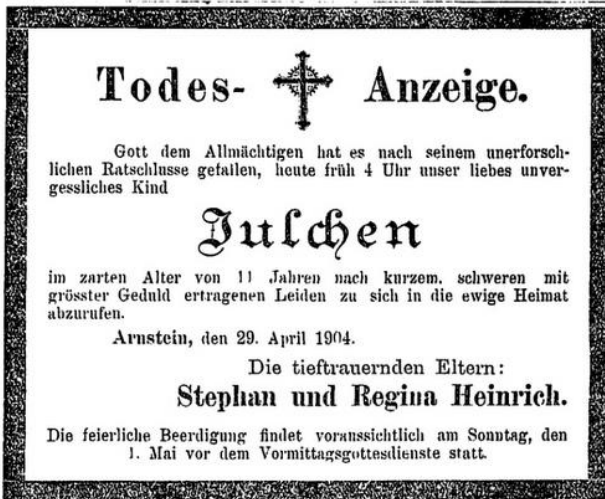 Todes- Anzeige.
Gott dem Allmächtigen hat es nach seinem unerforsch-
lichen Ratschlusse gefallen, heute früh 4 Uhr unser liebes unver-
gessliches Kind
Julchen
im zarten Alter von 11 Jahren nach kurzem, schweren mit
grösster Geduld ertragenen Leiden zu sich in die ewige Heimat
abzurufen.
Arnstein, den 29. April 1904.
Die tieftrauernden Eltern:
Stephan und Regina Heinrich.
Die feierliche Beerdigung findet voraussichtlich am Sonntag, den
1. Mai vor dem Vormittagsgottesdienste statt.